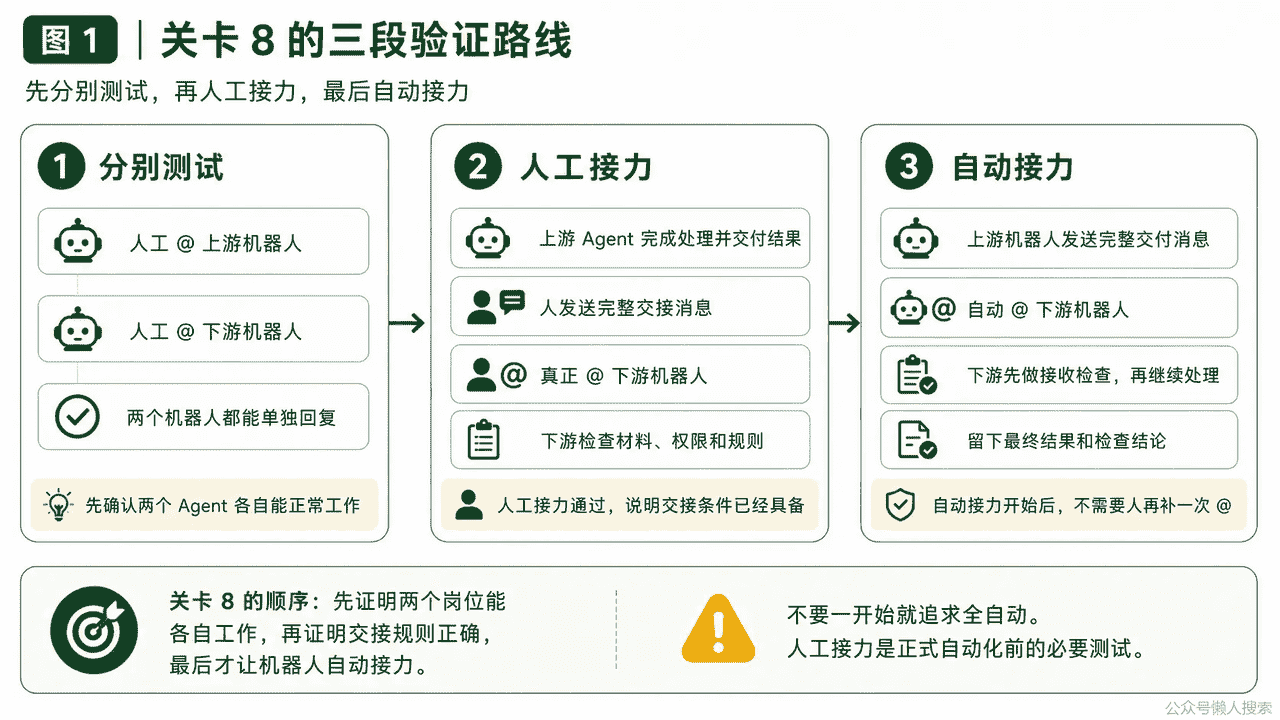 图 1
关卡 8 的三段验证路线
先分别测试，再人工接力，最后自动接力
1 分别测试
人工 @ 上游机器人
人工 @ 下游机器人
两个机器人都能单独回复
先确认两个 Agent 各自能正常工作
2 人工接力
上游 Agent 完成处理并交付结果
人发送完整交接消息
@ 真正 @ 下游机器人
下游检查材料、权限和规则
人工接力通过，说明交接条件已经具备
3 自动接力
上游机器人发送完整交付消息
@ 自动 @ 下游机器人
下游先做接收检查，再继续处理
留下最终结果和检查结论
自动接力开始后，不需要人再补一次 @
关卡 8 的顺序：先证明两个岗位能
各自工作，再证明交接规则正确，
最后才让机器人自动接力。
不要一开始就追求全自动。
人工接力是正式自动化前的必要测试。
公众号懒人搜索